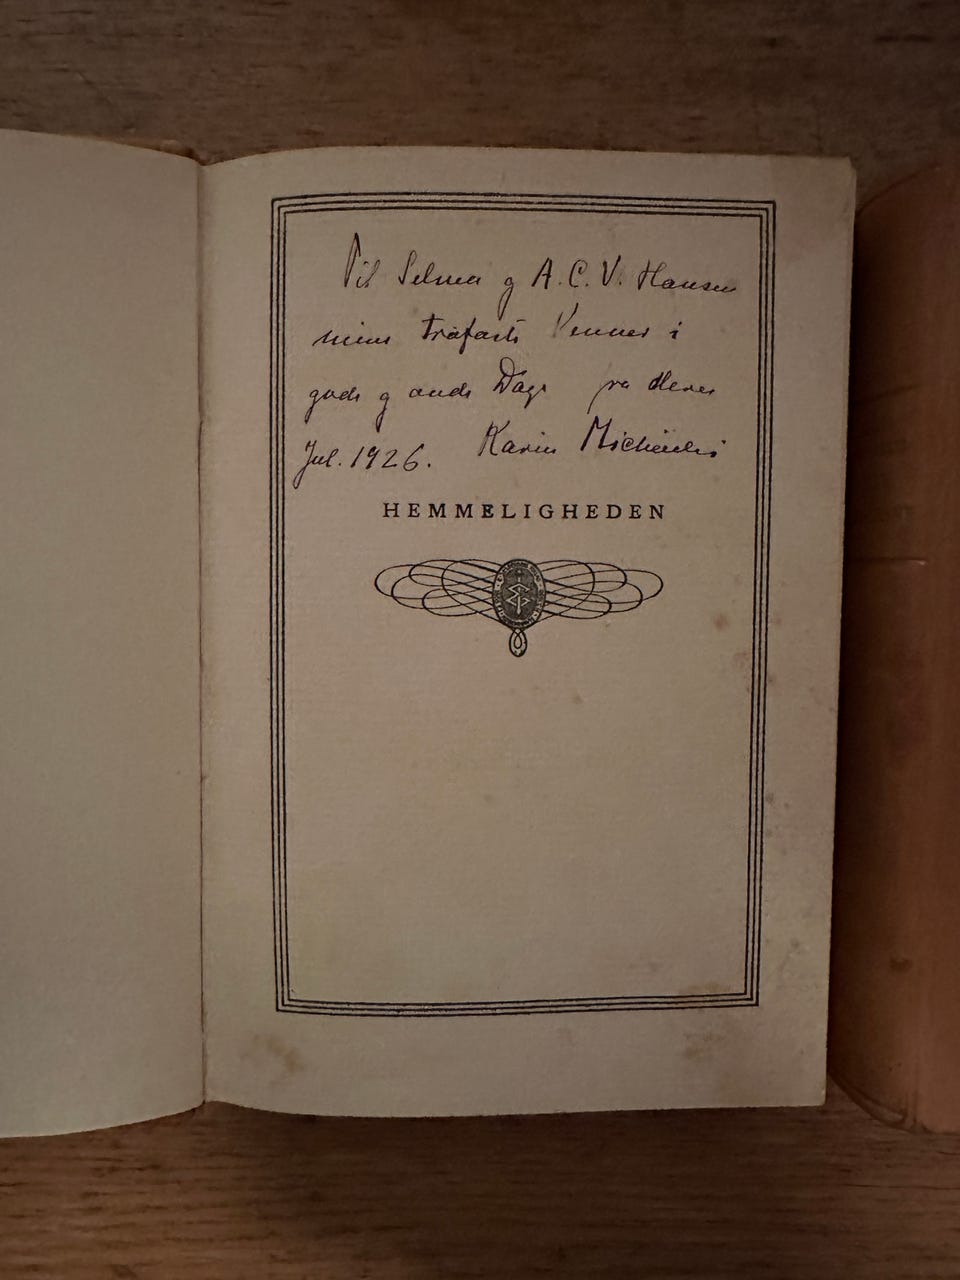 Til Selma og A. C. V. Hansen
mine trofaste Venner i
gode og onde Dage fra deres
Jul. 1926. Karin Michaëlis
HEMMELIGHEDEN